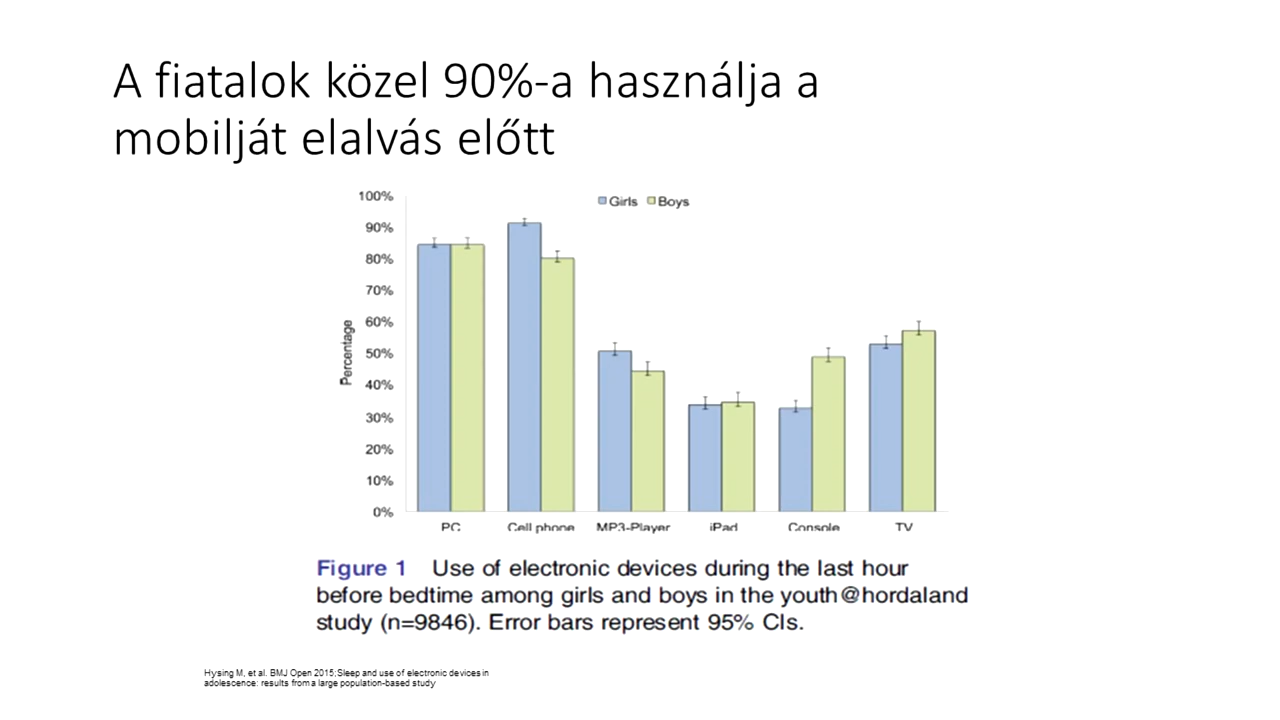 A fiatalok közel 90%-a használja a
mobilját elalvás előtt
100%
90%
80%
70%
60%
50%
40%
30%
20%
10%
0%
Percentage
Girls Boys
PC Cell phone MP3-Player iPad Console TV
Figure 1 Use of electronic devices during the last hour
before bedtime among girls and boys in the youth@hordaland
study (n=9846). Error bars represent 95% CIs.
Hysing M, et al. BMJ Open 2015;Sleep and use of electronic devices in
adolescence: results from a large population-based study